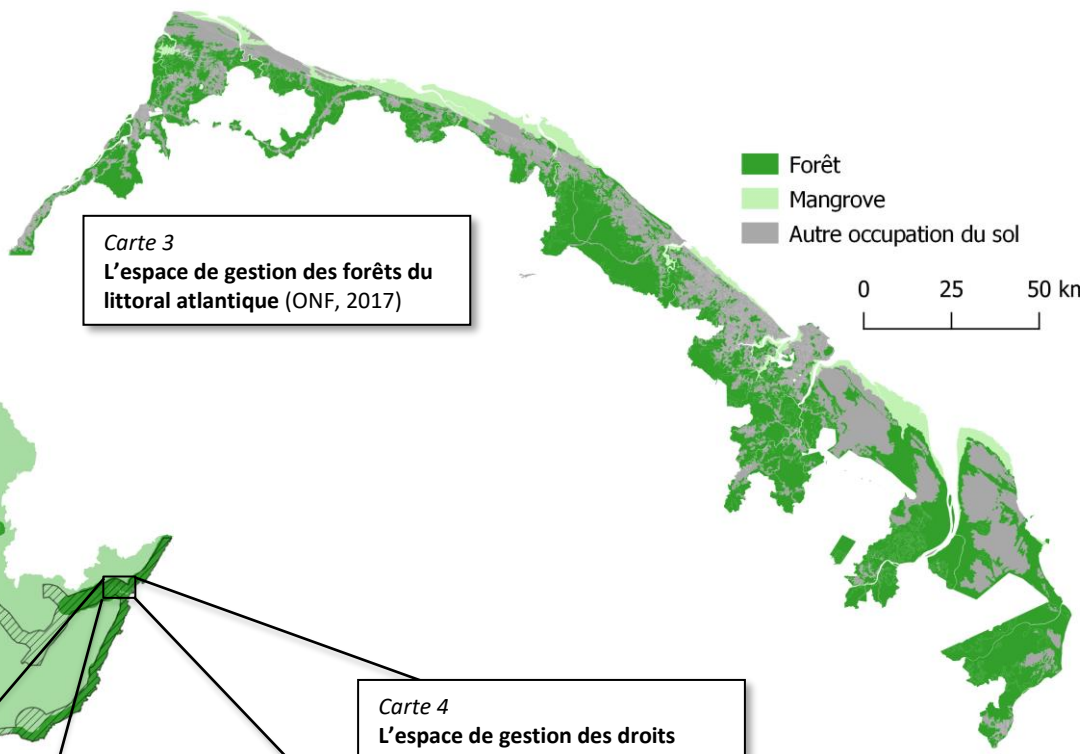 Forêt
Mangrove
Autre occupation du sol
0 25 50 km
Carte 3
L'espace de gestion des forêts du
littoral atlantique (ONF, 2017)
Carte 4
L'espace de gestion des droits